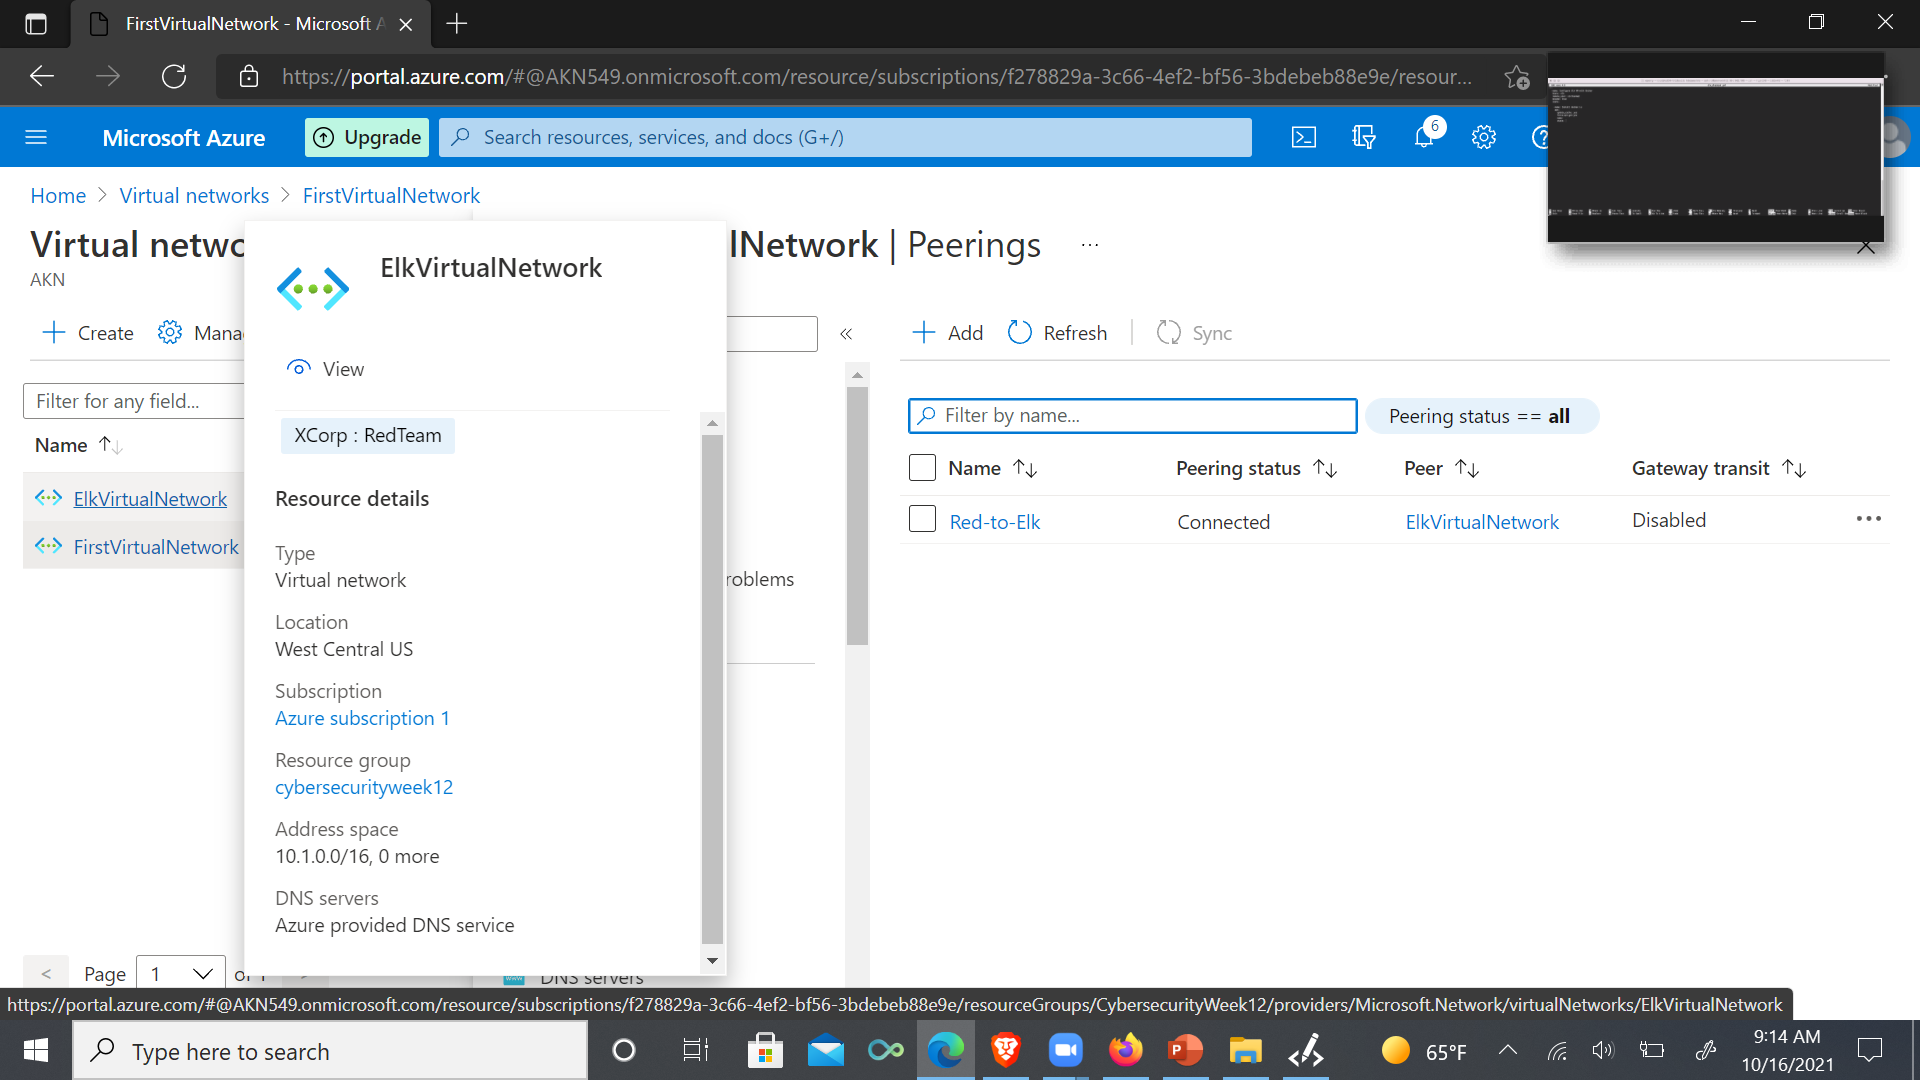 FirstVirtualNetwork - Microsoft A
https://portal.azure.com/#@AKN549.onmicrosoft.com/resource/subscriptions/f278829a-3c66-4ef2-bf56-3bdebeb88e9e/resour...
Microsoft Azure
Upgrade
Search resources, services, and docs (G+/)
6
Home > Virtual networks > FirstVirtualNetwork
Virtual netwo
lNetwork | Peerings
...
AKN
Create
Mana
Filter for any field...
Name
ElkVirtualNetwork
FirstVirtualNetwork
< Page 1
ElkVirtualNetwork
View
XCorp : RedTeam
Resource details
Type
Virtual network
Location
West Central US
Subscription
Azure subscription 1
Resource group
cybersecurityweek12
Address space
10.1.0.0/16, 0 more
DNS servers
Azure provided DNS service
«
roblems
DNS servers
Add
Refresh
Sync
Filter by name...
Peering status == all
Name
Peering status
Peer
Gateway transit
Red-to-Elk
Connected
ElkVirtualNetwork
Disabled
https://portal.azure.com/#@AKN549.onmicrosoft.com/resource/subscriptions/f278829a-3c66-4ef2-bf56-3bdebeb88e9e/resourceGroups/CybersecurityWeek12/providers/Microsoft.Network/virtualNetworks/ElkVirtualNetwork
Type here to search
65°F
9:14 AM
10/16/2021